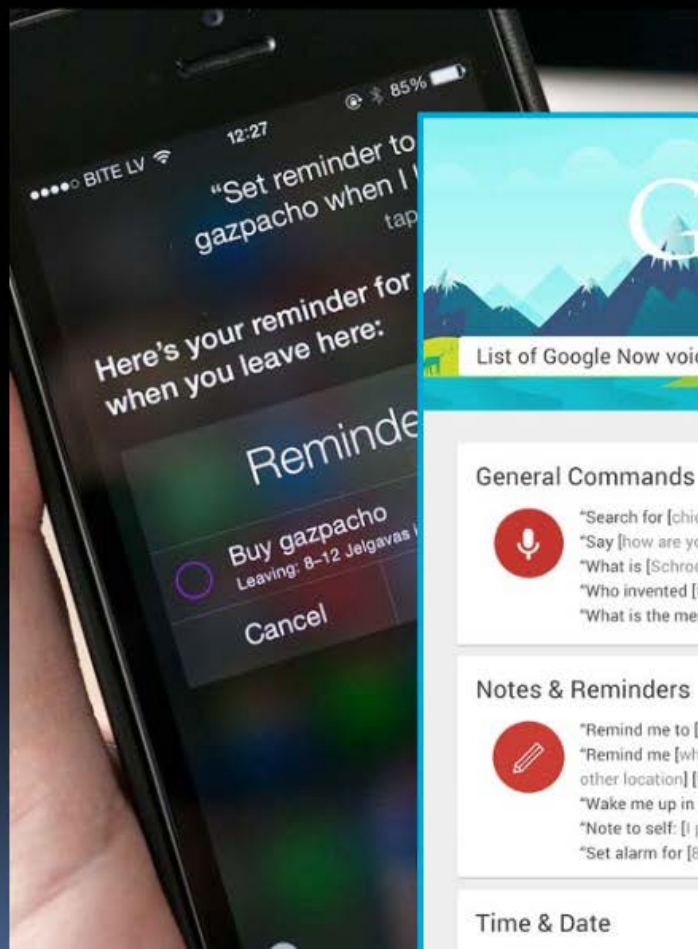 BITE LV 12:27 85%
“Set reminder to
gazpacho when I
tap
Here's your reminder for
when you leave here:
Reminde
Buy gazpacho
Leaving: 8–12 Jelgavas
Cancel
G
List of Google Now voic
General Commands
“Search for [chie
“Say [how are yo
“What is [Schroe
“Who invented [
“What is the me
Notes & Reminders
“Remind me to [
“Remind me [wh
other location] [
“Wake me up in
“Note to self: [I p
“Set alarm for [8
Time & Date